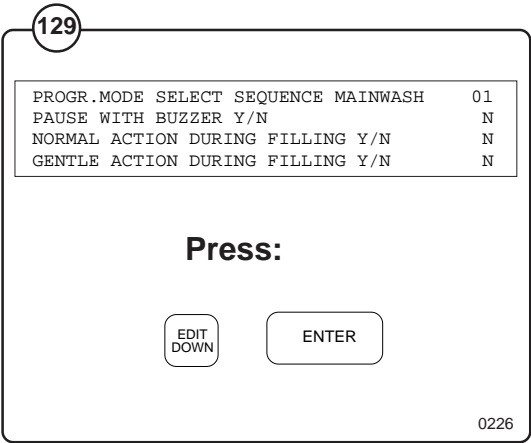 129
PROGR.MODE SELECT SEQUENCE MAINWASH 01
PAUSE WITH BUZZER Y/N N
NORMAL ACTION DURING FILLING Y/N N
GENTLE ACTION DURING FILLING Y/N N
Press:
EDIT
DOWN
ENTER
0226